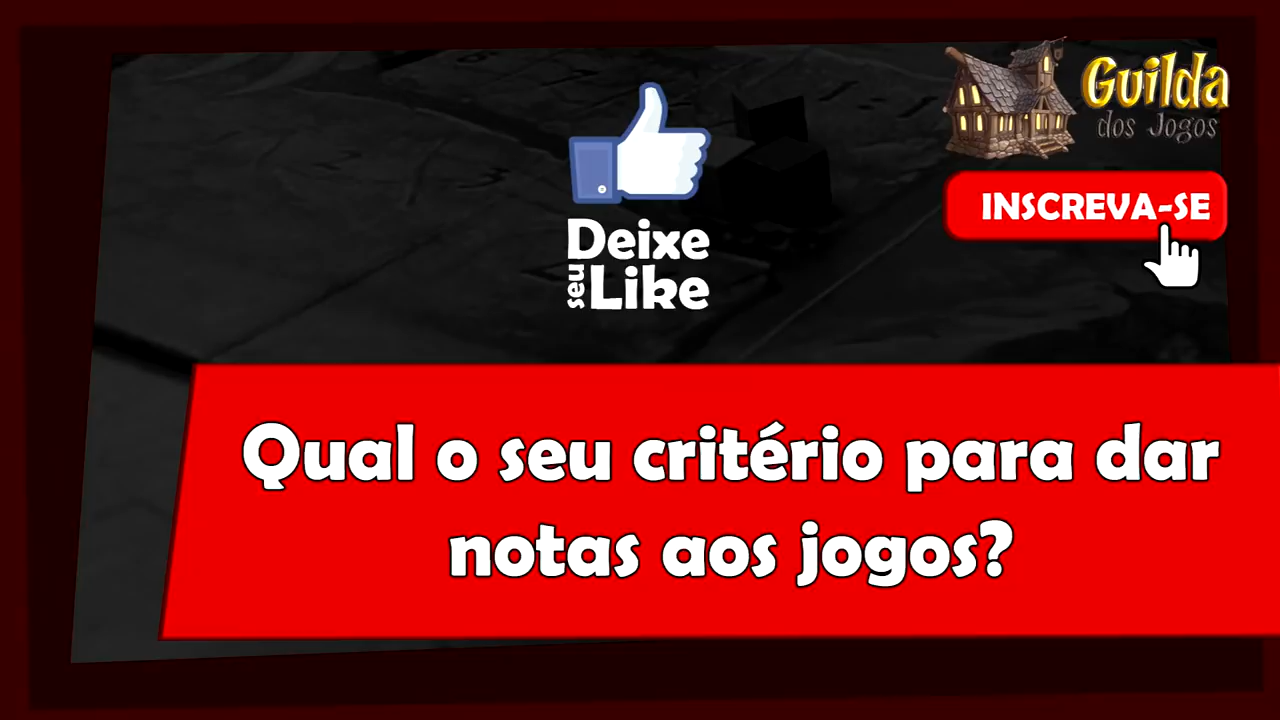 Guilda
dos Jogos
INSCREVA-SE
Deixe
seu Like
Qual o seu critério para dar
notas aos jogos?